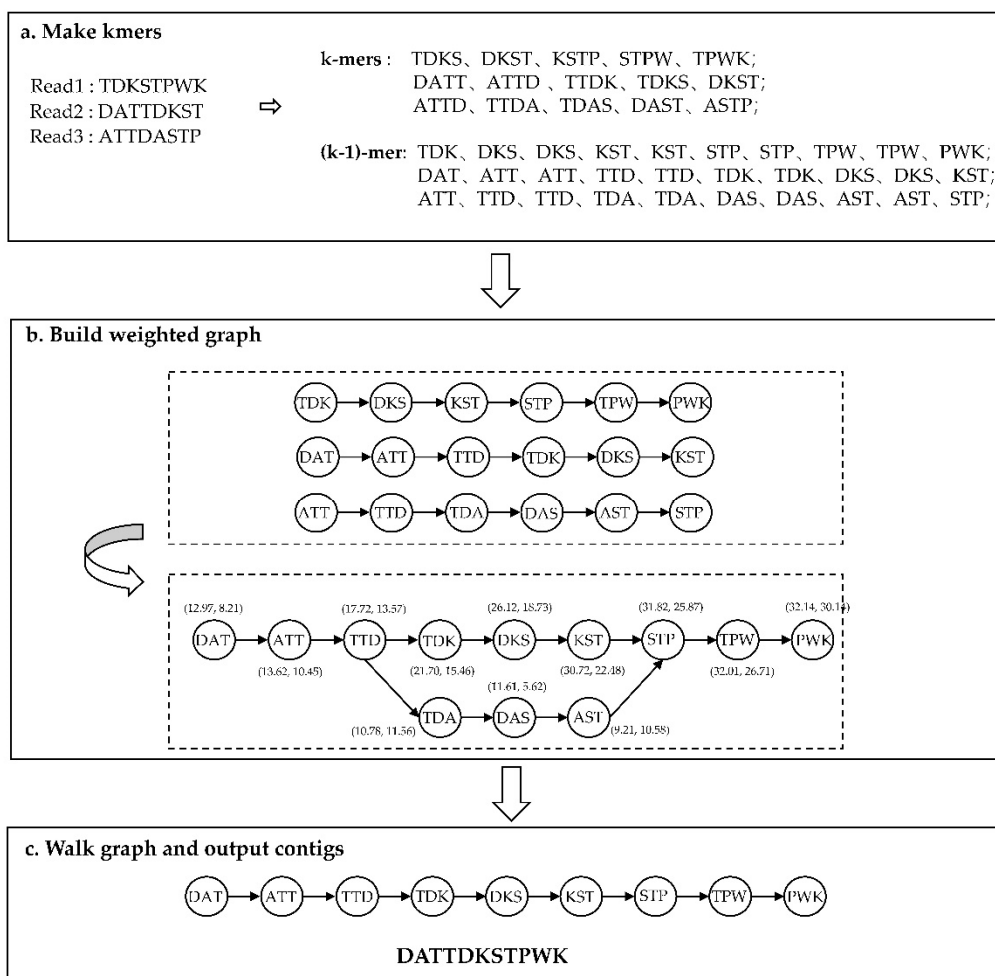 a. Make kmers
Read1 : TDKSTPWK
Read2 : DATTDKST
Read3 : ATTDASTP
k-mers : TDKS、DKST、KSTP、STPW、TPWK;
DATT、ATTD 、TTDK、TDKS、DKST;
ATTD、TTDA、TDAS、DAST、ASTP;
(k-1)-mer: TDK、DKS、DKS、KST、KST、STP、STP、TPW、TPW、PWK;
DAT、ATT、ATT、TTD、TTD、TDK、TDK、DKS、DKS、KST;
ATT、TTD、TTD、TDA、TDA、DAS、DAS、AST、AST、STP;
b. Build weighted graph
TDK DKS KST STP TPW PWK
DAT ATT TTD TDK DKS KST
ATT TTD TDA DAS AST STP
(12.97, 8.21) (17.72, 13.57) (26.12, 18.73) (31.82, 25.87) (32.14, 30.14)
DAT ATT TTD TDK DKS KST STP TPW PWK
(13.62, 10.45) (21.70, 15.46) (30.72, 22.48) (32.01, 26.71)
(11.61, 5.62)
TDA DAS AST
(10.78, 11.56) (9.21, 10.58)
c. Walk graph and output contigs
DAT ATT TTD TDK DKS KST STP TPW PWK
DATTDKSTPWK